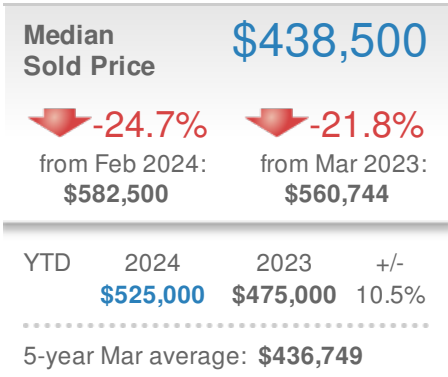 Median
Sold Price
$438,500
-24.7% -21.8%
from Feb 2024: from Mar 2023:
$582,500 $560,744
YTD 2024 2023 +/-
$525,000 $475,000 10.5%
5-year Mar average: $436,749